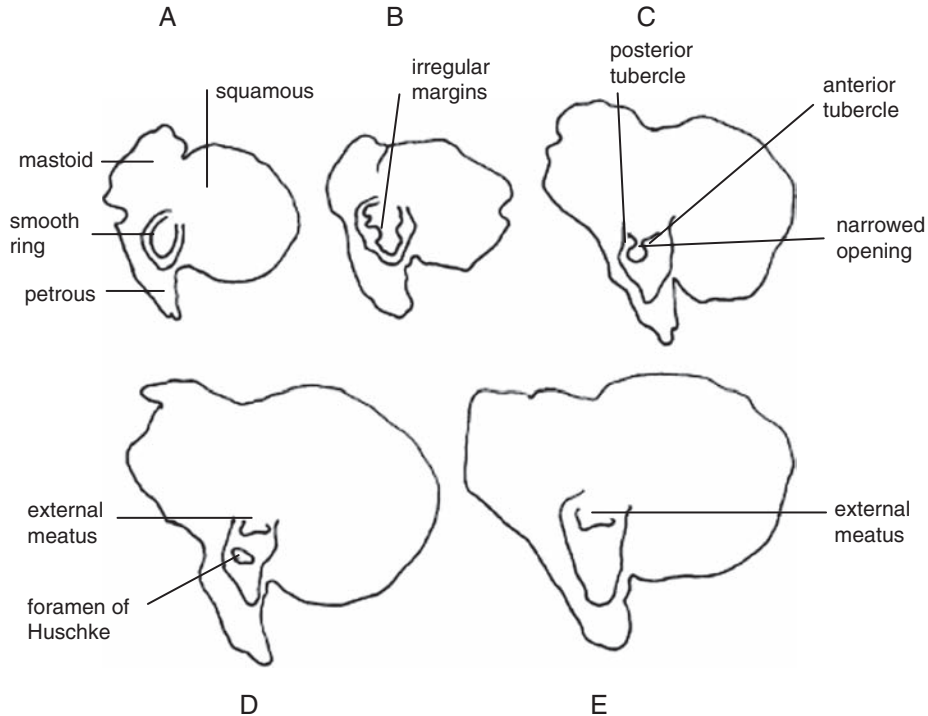 A
B
C
squamous
irregular
margins
posterior
tubercle
anterior
tubercle
mastoid
smooth
ring
narrowed
opening
petrous
external
meatus
foramen of
Huschke
external
meatus
D
E